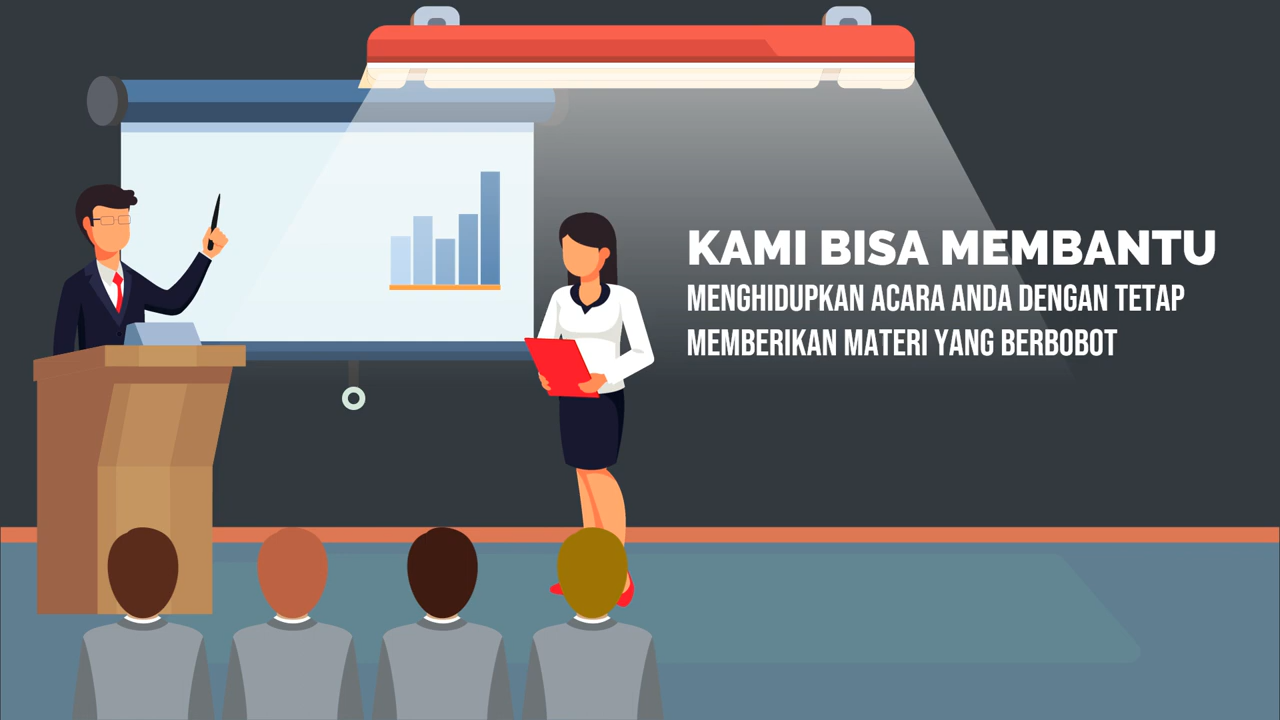 KAMI BISA MEMBANTU
MENGHIDUPKAN ACARA ANDA DENGAN TETAP
MEMBERIKAN MATERI YANG BERBOBOT